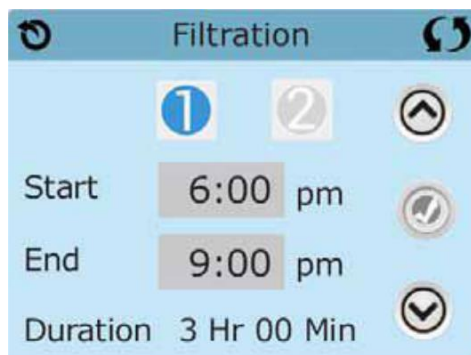 Filtration
1 2
Start 6:00 pm
End 9:00 pm
Duration 3 Hr 00 Min